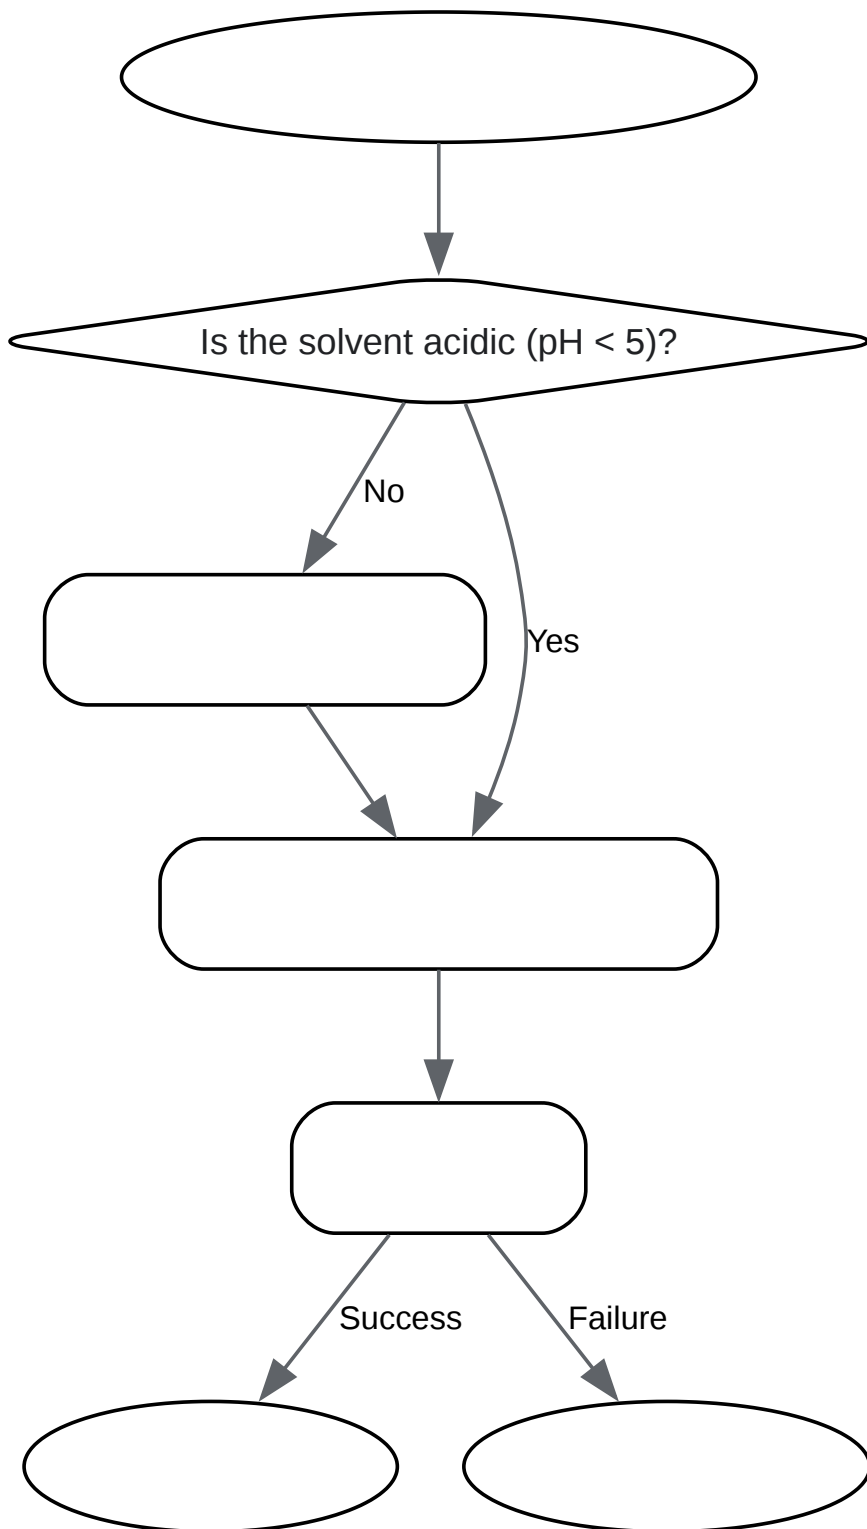 Is the solvent acidic (pH < 5)?
No
Yes
Success
Failure